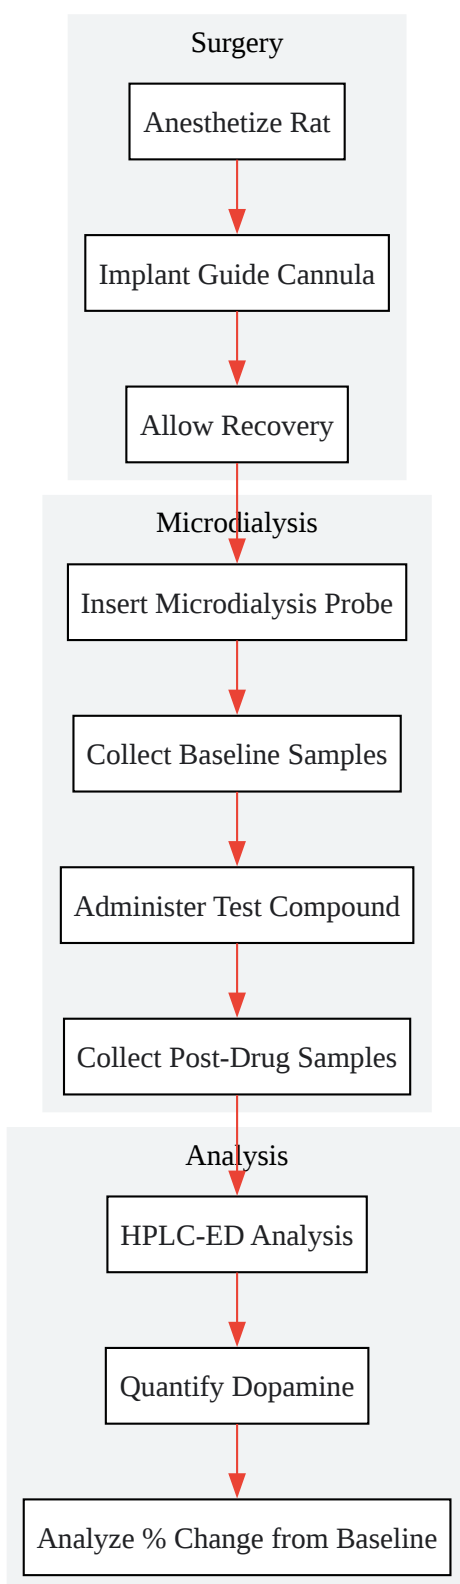 Surgery
Anesthetize Rat
Implant Guide Cannula
Allow Recovery
Microdialysis
Insert Microdialysis Probe
Collect Baseline Samples
Administer Test Compound
Collect Post-Drug Samples
Analysis
HPLC-ED Analysis
Quantify Dopamine
Analyze % Change from Baseline